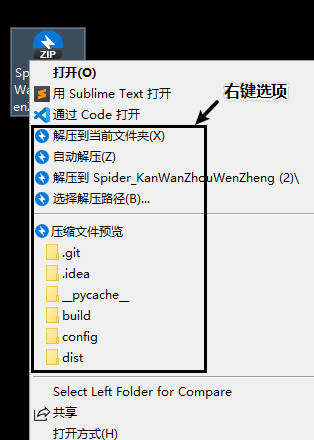 ZIP
Sp
Wa
en
打开(O)
用 Sublime Text 打开
通过 Code 打开
右键选项
解压到当前文件夹(X)
自动解压(Z)
解压到 Spider_KanWanZhouWenZheng (2)\
选择解压路径(B)...
压缩文件预览
.git
.idea
__pycache__
build
config
dist
Select Left Folder for Compare
共享
打开方式(H)